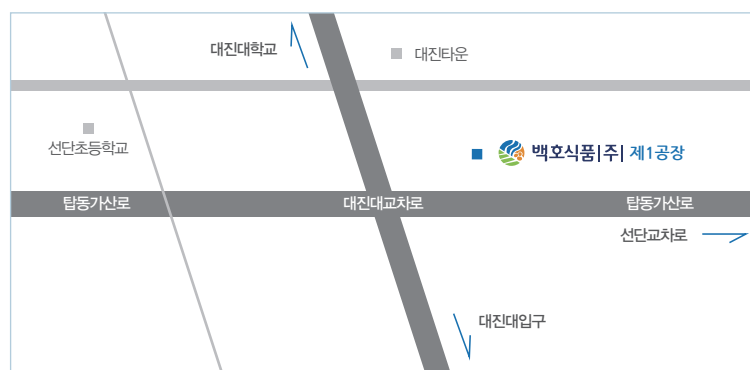 대진대학교
대진타운
선단초등학교
백호식품|주| 제1공장
탑동가산로 대진대교차로 탑동가산로
선단교차로
대진대입구